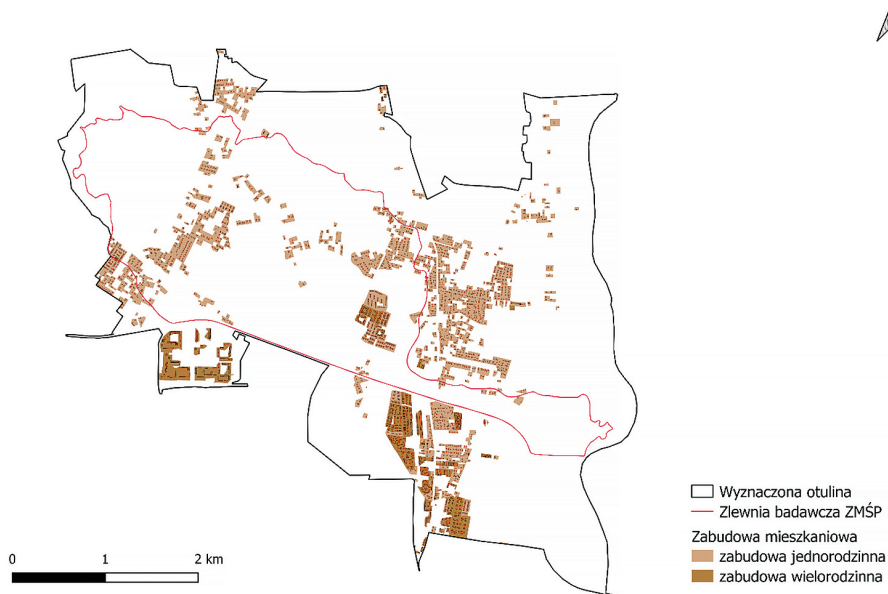 Wyznaczona otulina
Zlewnia badawcza ZMŚP
Zabudowa mieszkaniowa
zabudowa jednorodzinna
zabudowa wielorodzinna
0 1 2 km